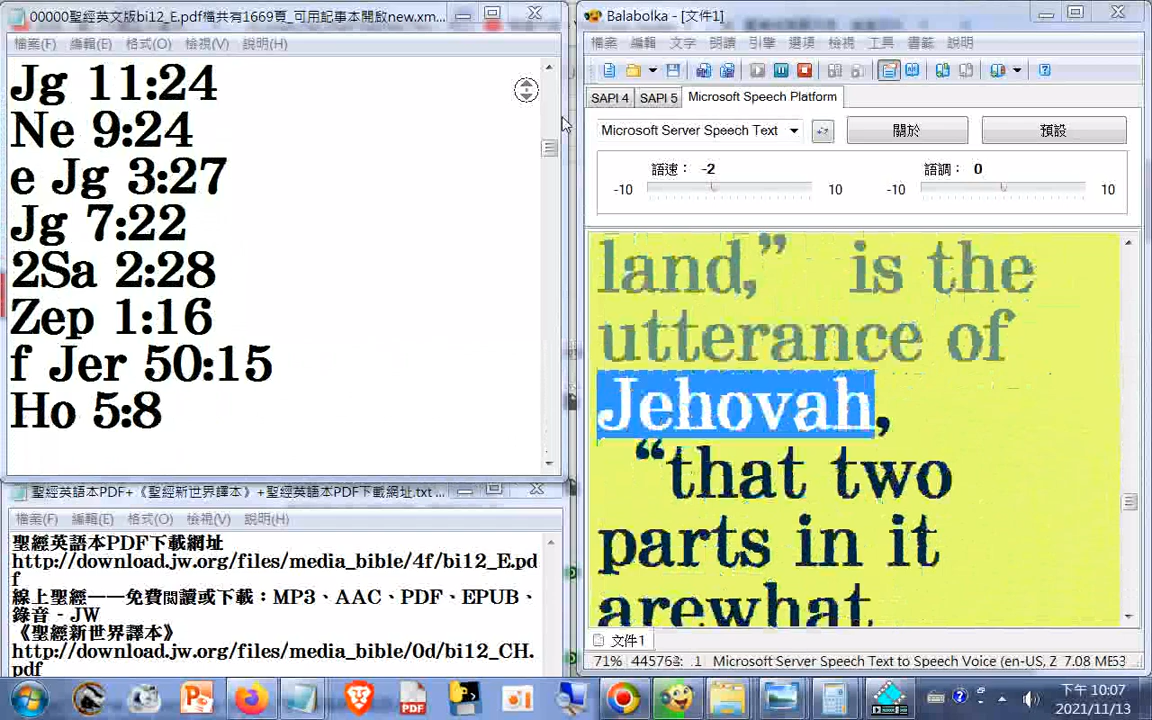 00000聖經英文版bi12_E.pdf檔共有1669頁_可用記事本開啟new.xm...
檔案(F) 編輯(E) 格式(O) 檢視(V) 說明(H)
Jg 11:24
Ne 9:24
e Jg 3:27
Jg 7:22
2Sa 2:28
Zep 1:16
f Jer 50:15
Ho 5:8
聖經英語本PDF+《聖經新世界譯本》+聖經英語本PDF下載網址.txt ...
檔案(F) 編輯(E) 格式(O) 檢視(V) 說明(H)
聖經英語本PDF下載網址
http://download.jw.org/files/media_bible/4f/bi12_E.pd
f
線上聖經——免費閱讀或下載：MP3、AAC、PDF、EPUB、
錄音 - JW
《聖經新世界譯本》
http://download.jw.org/files/media_bible/0d/bi12_CH.
pdf
Balabolka - [文件1]
檔案 編輯 文字 朗讀 引擎 選項 檢視 工具 書籤 說明
SAPI 4 SAPI 5 Microsoft Speech Platform
Microsoft Server Speech Text 關於 預設
語速： -2 語調： 0
-10 10 -10 10
land,” is the
utterance of
Jehovah,
“that two
parts in it
arewhat
文件1
71% Microsoft Server Speech Text to Speech Voice (en-US, Z 7.08 ME53
下午 10:07
2021/11/13